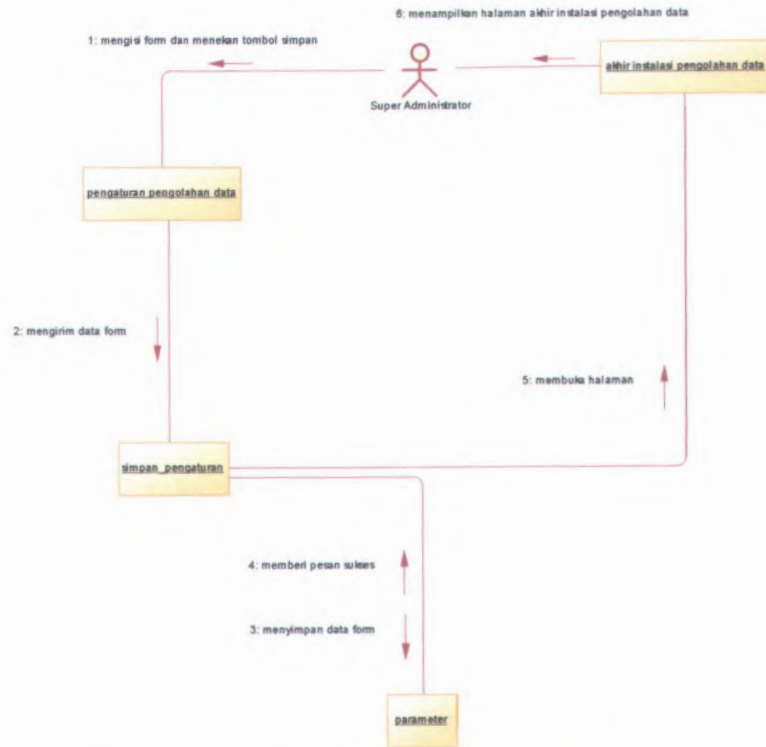 6: menampilkan halaman akhir instalasi pengolahan data
1: mengisi form dan menekan tombol simpan
akhir instalasi pengolahan data
Super Administrator
pengaturan pengolahan data
2: mengirim data form
5: membuka halaman
simpan_pengaturan
4: memberi pesan sukses
3: menyimpan data form
parameter